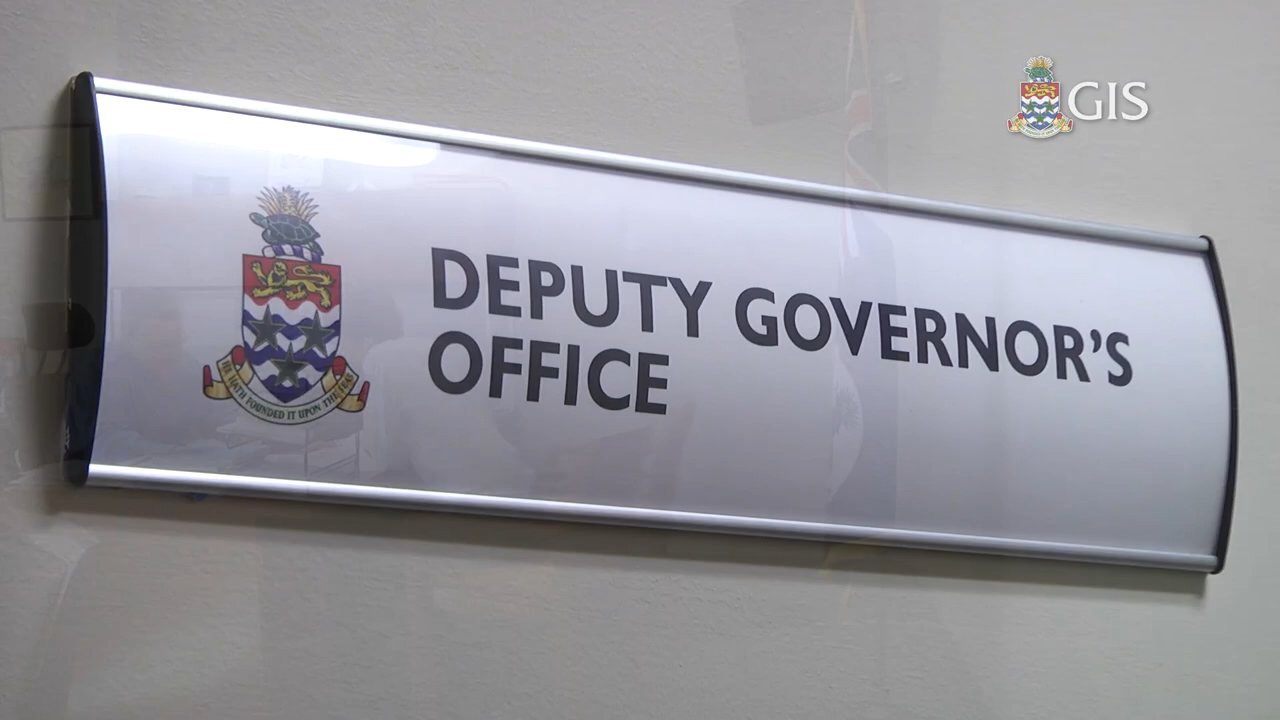 GIS
DEPUTY GOVERNOR'S
OFFICE
HE HATH FOUNDED IT UPON THE SEAS